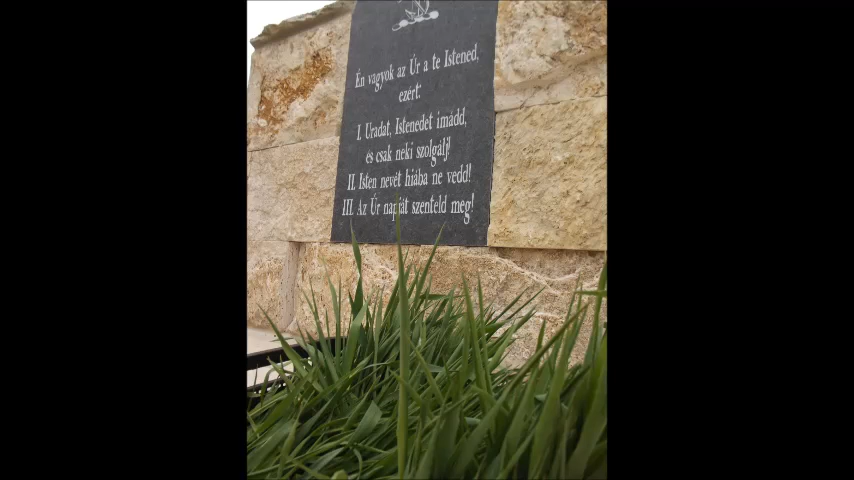 Én vagyok az Úr a te Istened,
ezért:
I. Uradat, Istenedet imádd,
és csak néki szolgálj!
II. Isten nevét hiába ne vedd!
III. Az Úr napját szenteld meg!